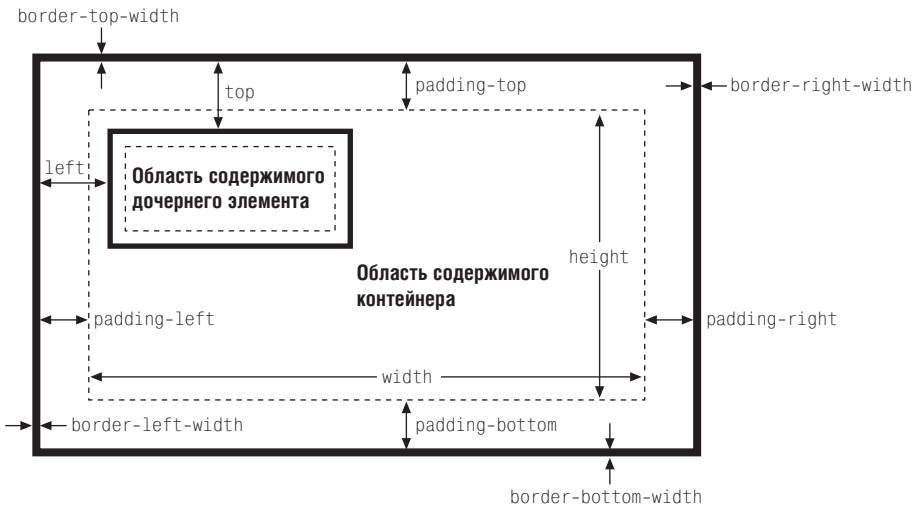 border-top-width
top
padding-top
border-right-width
left
Область содержимого
дочернего элемента
height
Область содержимого
контейнера
padding-left
padding-right
width
border-left-width
padding-bottom
border-bottom-width